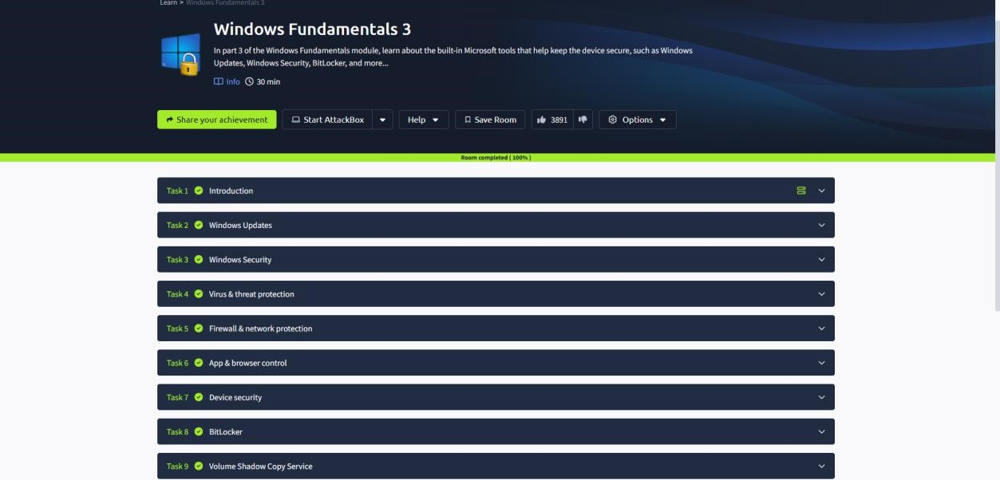 Learn > Windows Fundamentals 3
Windows Fundamentals 3
In part 3 of the Windows Fundamentals module, learn about the built-in Microsoft tools that help keep the device secure, such as Windows
Updates, Windows Security, BitLocker, and more...
Info 30 min
Share your achievement Start AttackBox Help Save Room 3891 Options
Room completed ( 100% )
Task 1 Introduction
Task 2 Windows Updates
Task 3 Windows Security
Task 4 Virus & threat protection
Task 5 Firewall & network protection
Task 6 App & browser control
Task 7 Device security
Task 8 BitLocker
Task 9 Volume Shadow Copy Service